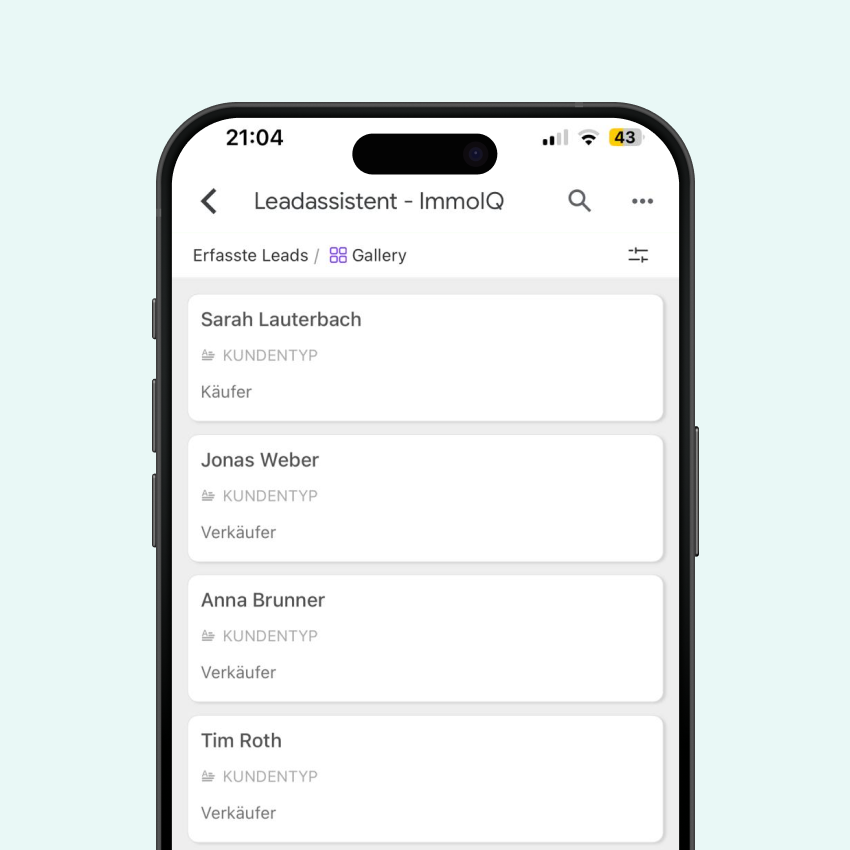 21:04
43
Leadassistent - ImmoIQ
Erfasste Leads / Gallery
Sarah Lauterbach
KUNDENTYP
Käufer
Jonas Weber
KUNDENTYP
Verkäufer
Anna Brunner
KUNDENTYP
Verkäufer
Tim Roth
KUNDENTYP
Verkäufer